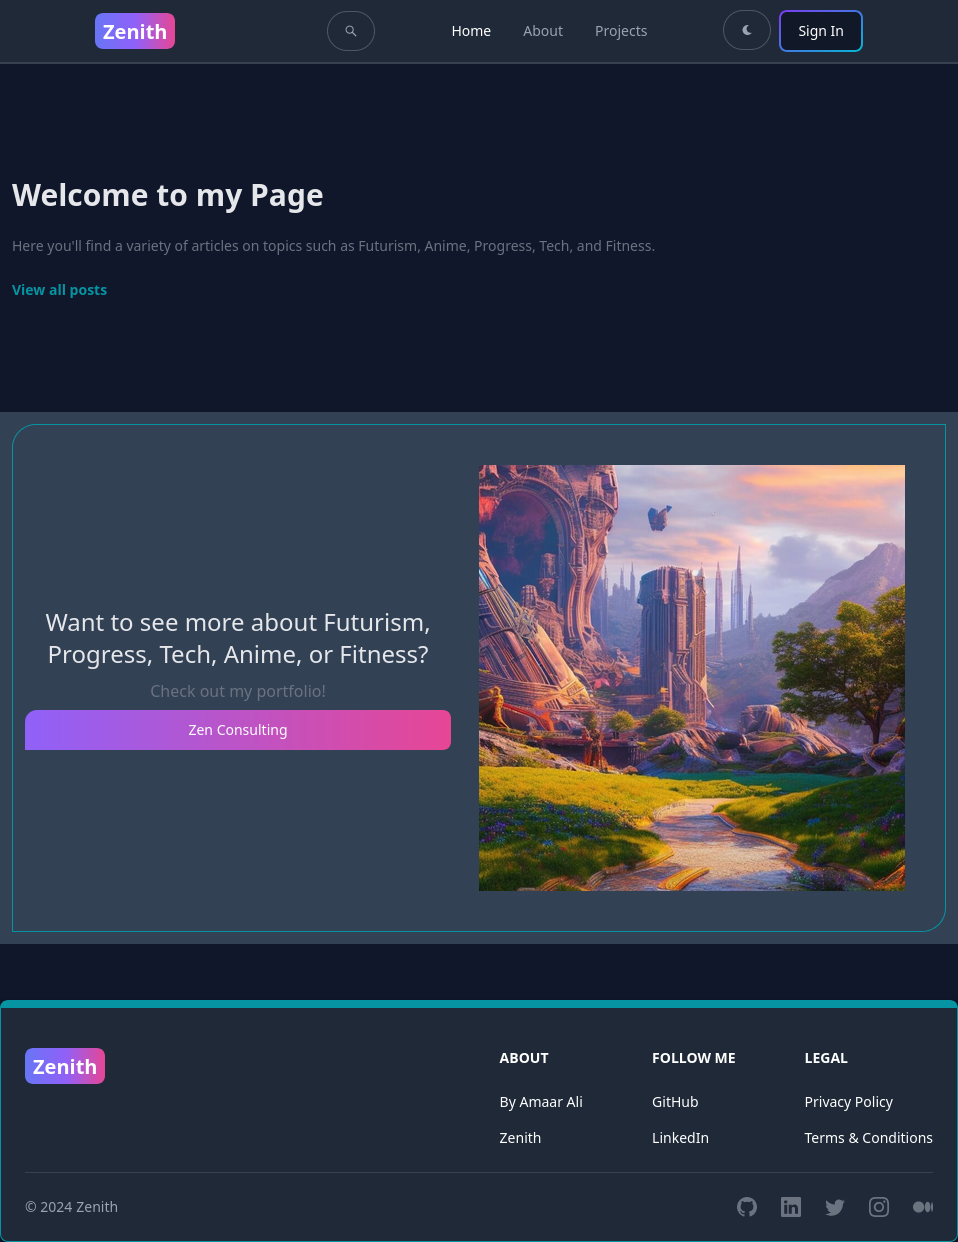 Zenith
Home About Projects
Sign In
Welcome to my Page
Here you'll find a variety of articles on topics such as Futurism, Anime, Progress, Tech, and Fitness.
View all posts
Want to see more about Futurism,
Progress, Tech, Anime, or Fitness?
Check out my portfolio!
Zen Consulting
Zenith
ABOUT
By Amaar Ali
Zenith
FOLLOW ME
GitHub
LinkedIn
LEGAL
Privacy Policy
Terms & Conditions
© 2024 Zenith